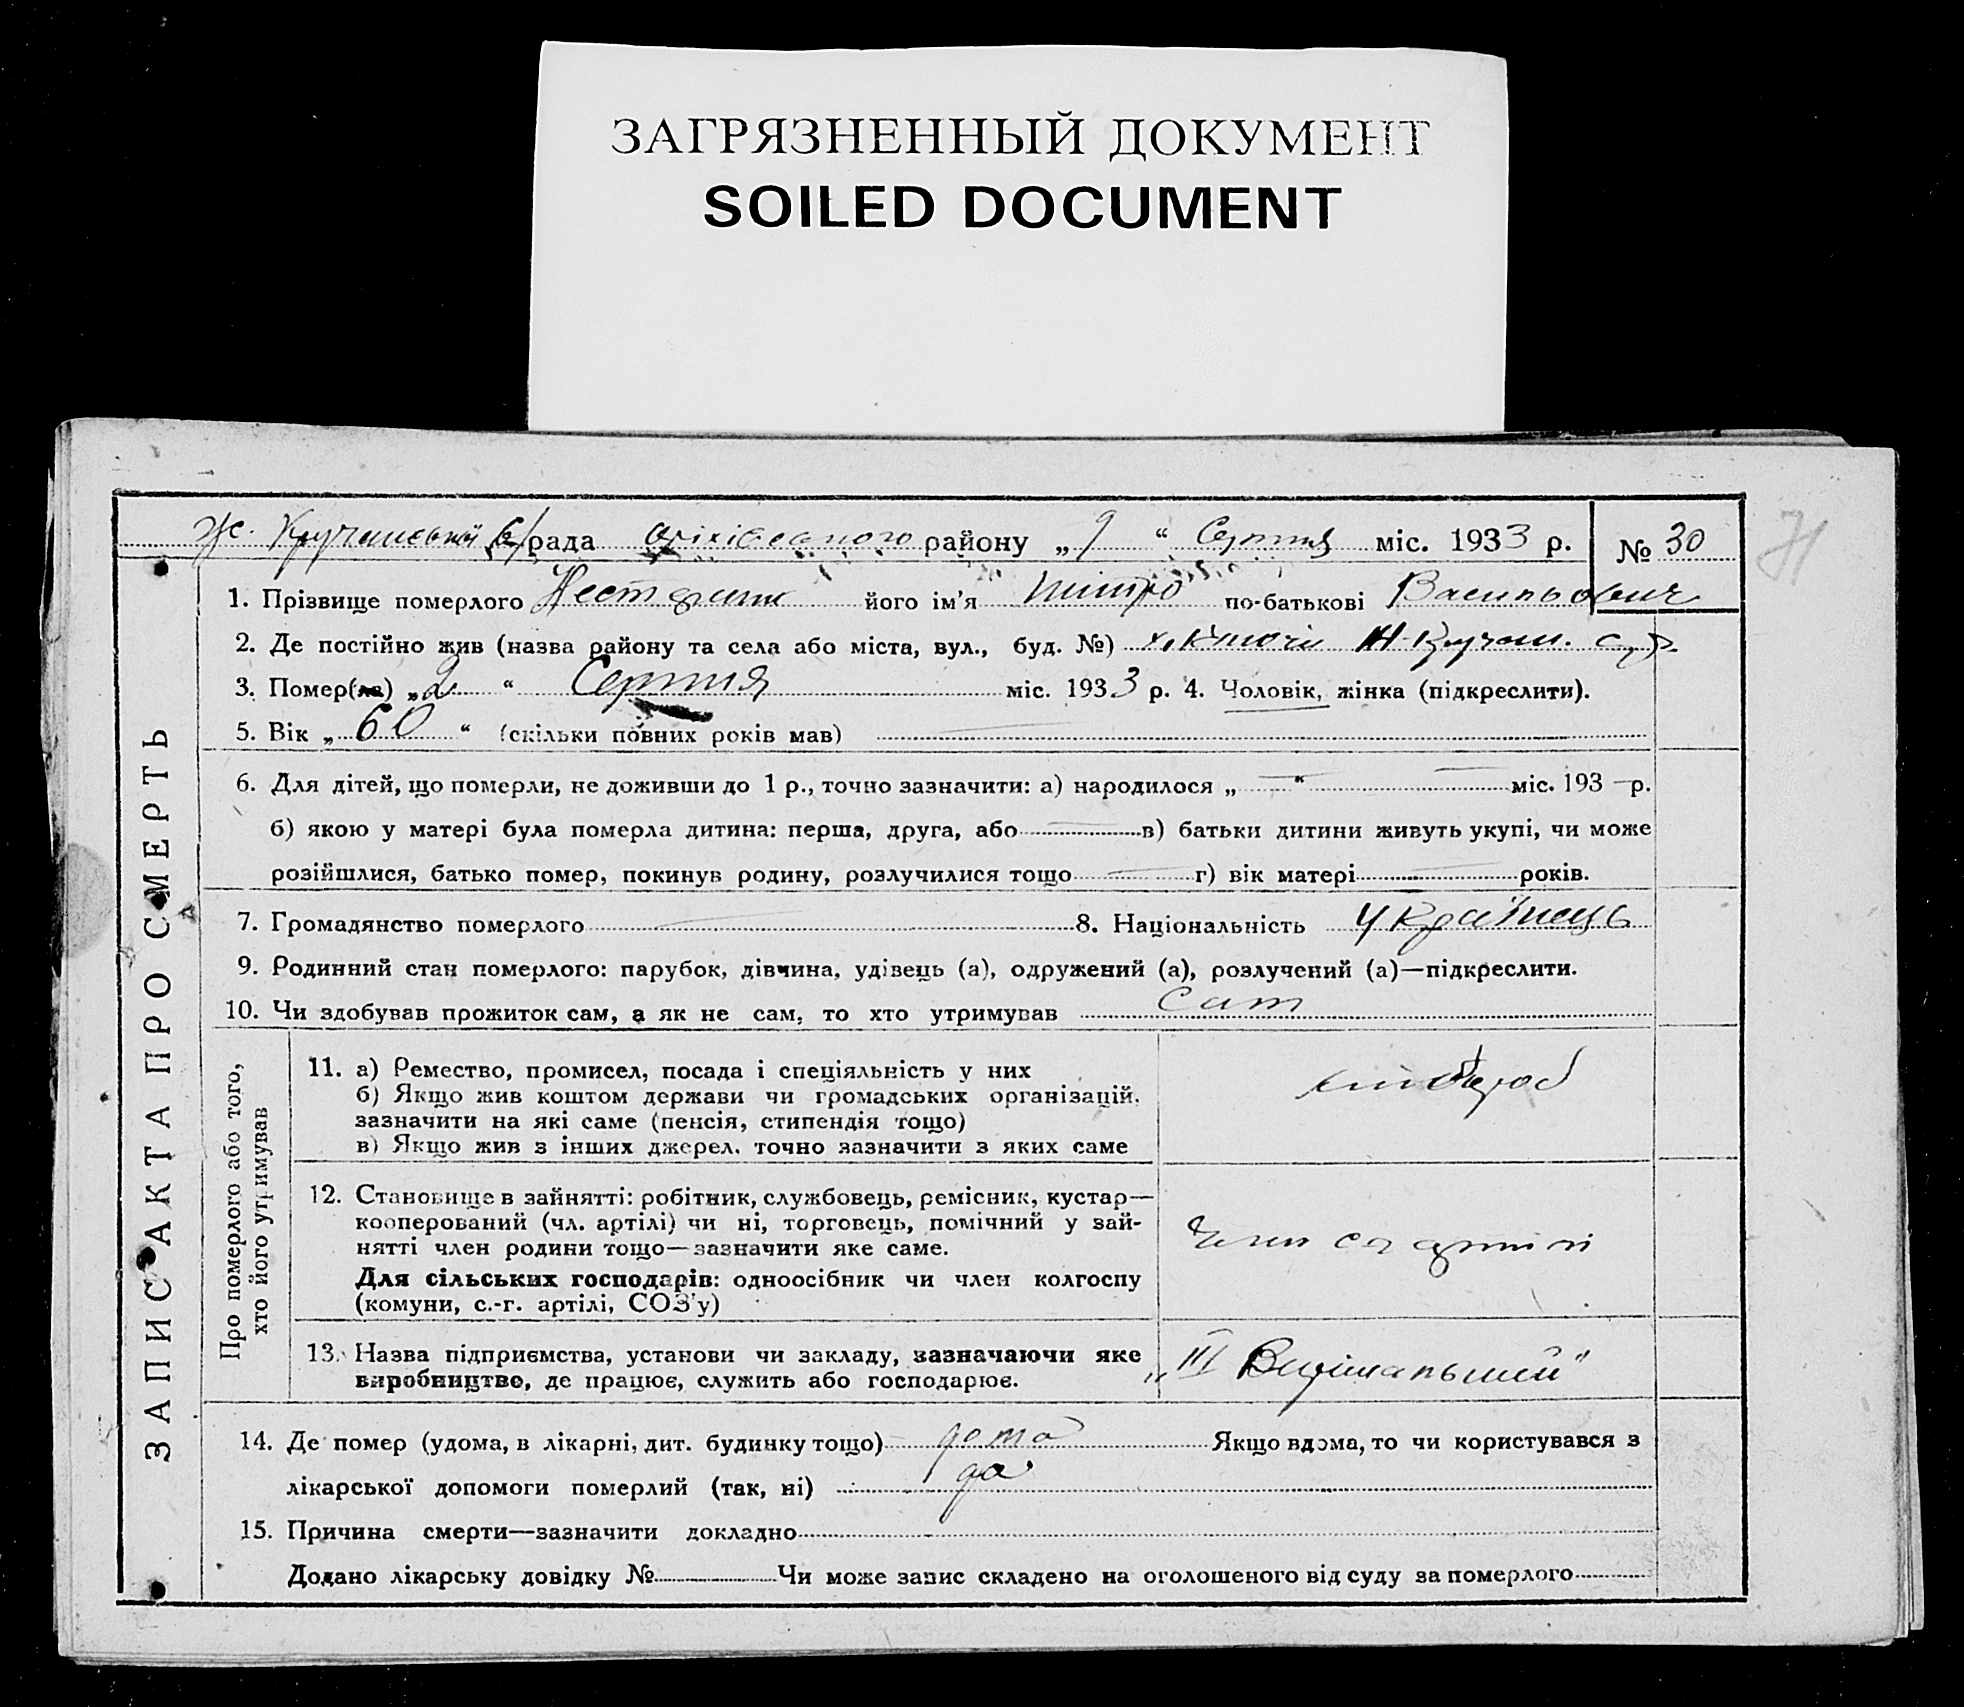 ЗАГРЯЗНЕННЫЙ ДОКУМЕНТ
SOILED DOCUMENT
ЗАПИС АКТА ПРО СМЕРТЬ
рада району „ 9 “ Серпня міс. 1933 р. № 30
Н
1. Прізвище померлого його ім'я по-батькові Васильович
2. Де постійно жив (назва району та села або міста, вул., буд. №)
3. Помер(ла) „ 2 “ Серпня міс. 1933 р. 4. Чоловік, жінка (підкреслити).
5. Вік „ 60 “ (скільки повних років мав)
6. Для дітей, що померли, не доживши до 1 р., точно зазначити: а) народилося „ — “ — міс. 193 — р.
б) якою у матері була померла дитина: перша, друга, або — в) батьки дитини живуть укупі, чи може
розійшлися, батько помер, покинув родину, розлучилися тощо — г) вік матері — років.
7. Громадянство померлого — 8. Національність Українець
9. Родинний стан померлого: парубок, дівчина, удівець (а), одружений (а), розлучений (а)—підкреслити.
10. Чи здобував прожиток сам, а як не сам, то хто утримував Сам
Про померлого або того,
хто його утримував
11. а) Ремество, промисел, посада і спеціяльність у них
б) Якщо жив коштом держави чи громадських організацій,
зазначити на які саме (пенсія, стипендія тощо)
в) Якщо жив з інших джерел, точно зазначити з яких саме
хлібороб
12. Становище в зайнятті: робітник, службовець, ремісник, кустар—
кооперований (чл. артілі) чи ні, торговець, помічний у зай-
нятті член родини тощо—зазначити яке саме.
Для сільських господарів: одноосібник чи член колгоспу
(комуни, с.-г. артілі, СОЗ'у)
Член с г артілі
13. Назва підприємства, установи чи закладу, зазначаючи яке
виробництво, де працює, служить або господарює.
„ III Вирішальний"
14. Де помер (удома, в лікарні, дит. будинку тощо) дома Якщо вдома, то чи користувався з
лікарської допомоги померлий (так, ні) да
15. Причина смерти—зазначити докладно
Додано лікарську довідку № Чи може запис складено на оголошеного від суду за померлого